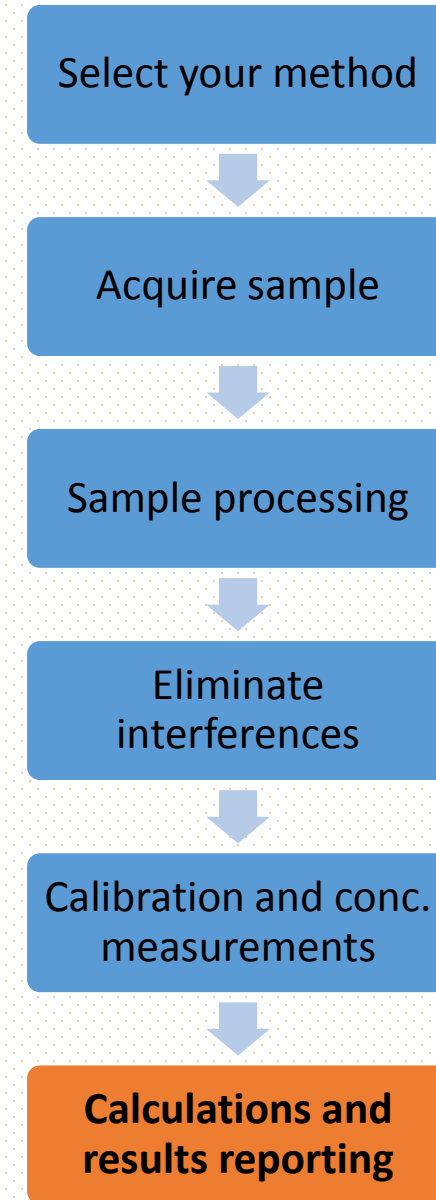 Select your method
Acquire sample
Sample processing
Eliminate
interferences
Calibration and conc.
measurements
Calculations and
results reporting